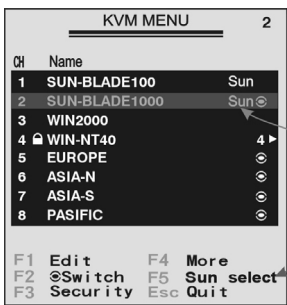 KVM MENU 2
CH Name
1 SUN-BLADE100 Sun
2 SUN-BLADE1000 Sun
3 WIN2000
4 WIN-NT40 4
5 EUROPE
6 ASIA-N
7 ASIA-S
8 PASIFIC
F1 Edit F4 More
F2 Switch F5 Sun select
F3 Security Esc Quit